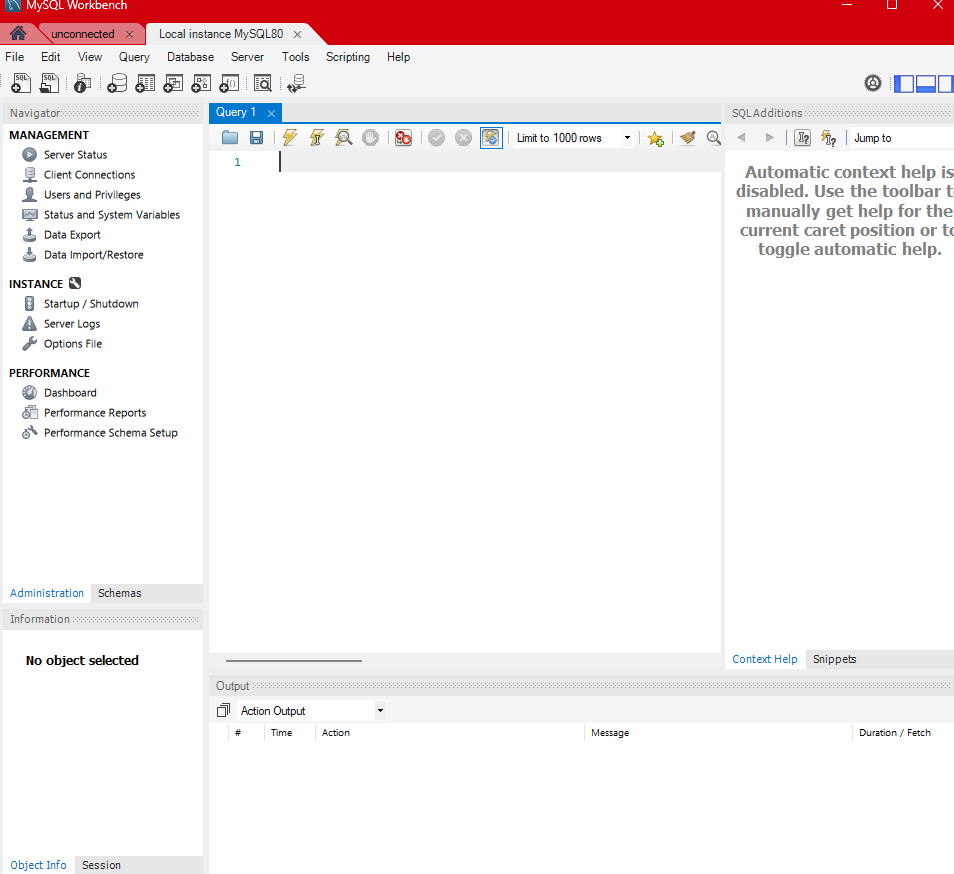 MySQL Workbench
unconnected
Local instance MySQL80
File Edit View Query Database Server Tools Scripting Help
Navigator
MANAGEMENT
Server Status
Client Connections
Users and Privileges
Status and System Variables
Data Export
Data Import/Restore
INSTANCE
Startup / Shutdown
Server Logs
Options File
PERFORMANCE
Dashboard
Performance Reports
Performance Schema Setup
Administration Schemas
Information
No object selected
Object Info Session
Query 1
Limit to 1000 rows
1
SQLAdditions
Jump to
Automatic context help is
disabled. Use the toolbar t
manually get help for the
current caret position or to
toggle automatic help.
Context Help Snippets
Output
Action Output
# Time Action Message Duration / Fetch